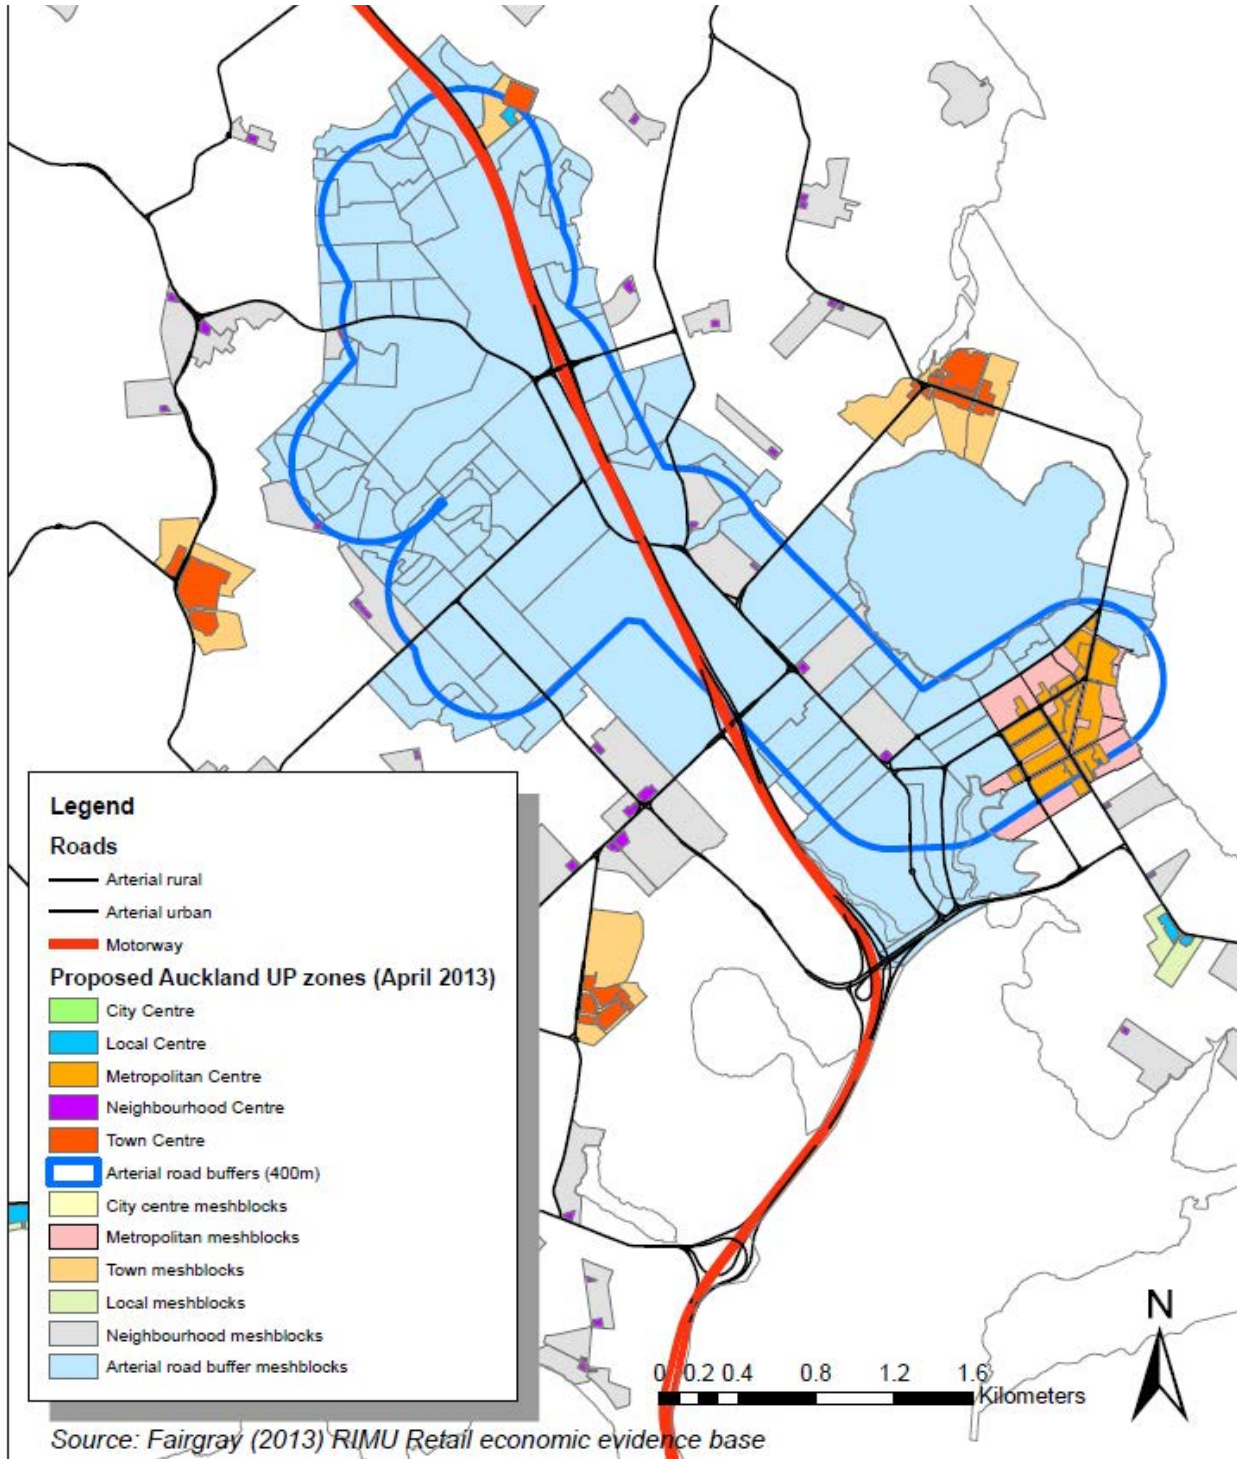 Legend
Roads
Arterial rural
Arterial urban
Motorway
Proposed Auckland UP zones (April 2013)
City Centre
Local Centre
Metropolitan Centre
Neighbourhood Centre
Town Centre
Arterial road buffers (400m)
City centre meshblocks
Metropolitan meshblocks
Town meshblocks
Local meshblocks
Neighbourhood meshblocks
Arterial road buffer meshblocks
N
0 0.2 0.4 0.8 1.2 1.6
Kilometers
Source: Fairgray (2013) RIMU Retail economic evidence base